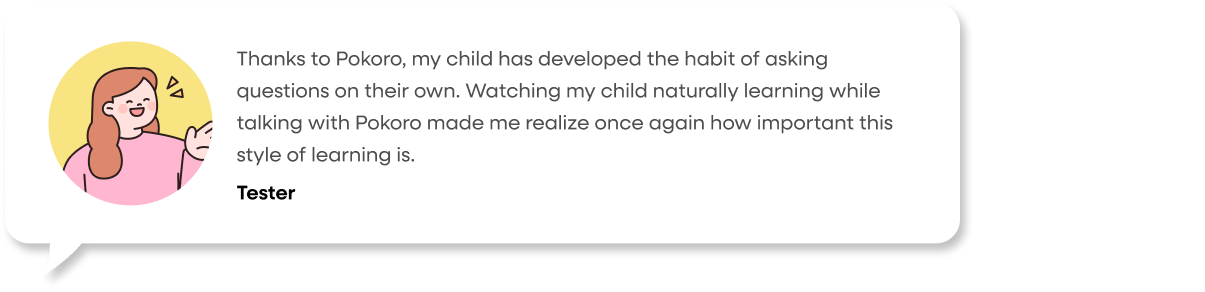 Thanks to Pokoro, my child has developed the habit of asking
questions on their own. Watching my child naturally learning while
talking with Pokoro made me realize once again how important this
style of learning is.
Tester